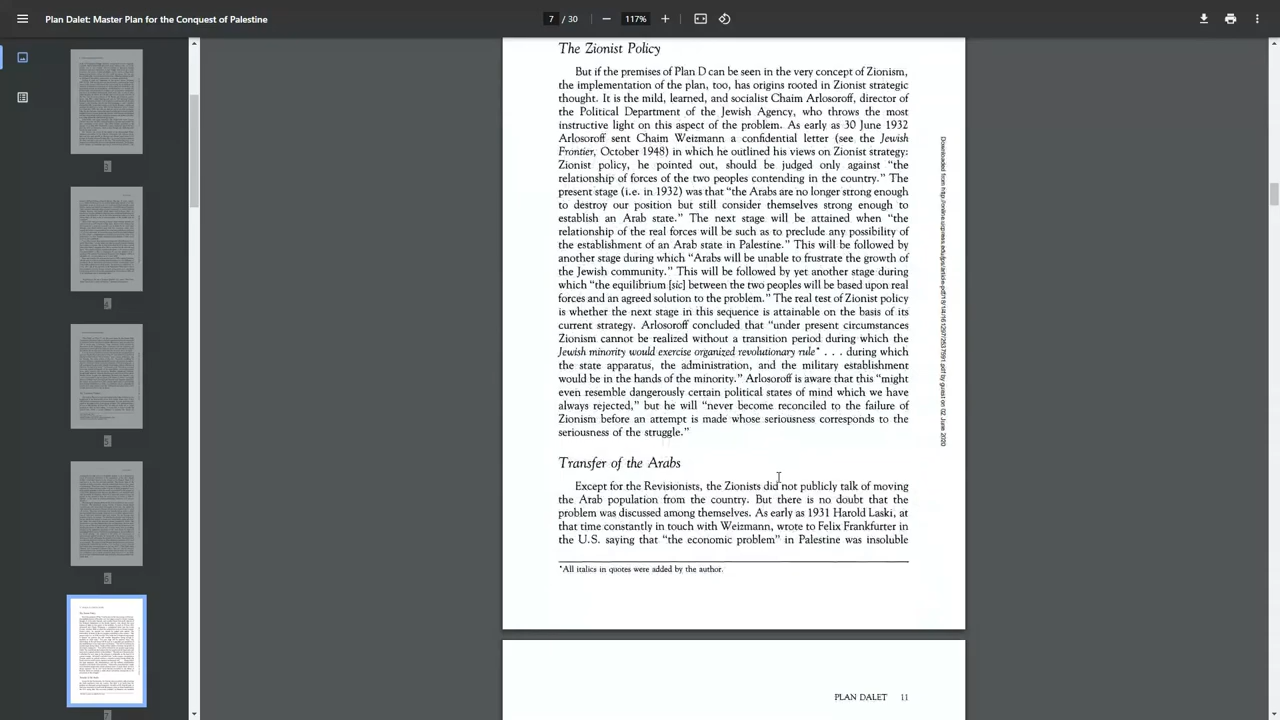 Plan Dalet: Master Plan for the Conquest of Palestine
7 / 30
117%
The Zionist Policy
But if the premises of Plan D can be seen in the very concept of Zionism,
the implementation of the plan, too, has origins rooted in Zionist strategic
thought. It is the mild, learned, and socialist Chaim Arlosoroff, director of
the Political Department of the Jewish Agency, who throws the most
instructive light on this aspect of the problem. As early as 30 June 1932
Arlosoroff sent Chaim Weizmann a confidential letter (see the Jewish
Frontier, October 1948) in which he outlined his views on Zionist strategy:
Zionist policy, he pointed out, should be judged only against “the
relationship of forces of the two peoples contending in the country.” The
present stage (i.e. in 1932) was that “the Arabs are no longer strong enough
to destroy our position but still consider themselves strong enough to
establish an Arab state.” The next stage will be attained when “the
relationship of the real forces will be such as to preclude any possibility of
the establishment of an Arab state in Palestine.” This will be followed by
another stage during which “Arabs will be unable to frustrate the growth of
the Jewish community.” This will be followed by yet another stage during
which “the equilibrium [sic] between the two peoples will be based upon real
forces and an agreed solution to the problem.” The real test of Zionist policy
is whether the next stage in this sequence is attainable on the basis of its
current strategy. Arlosoroff concluded that “under present circumstances
Zionism cannot be realized without a transition period during which the
Jewish minority would exercise organized revolutionary rule* . . . during which
the state apparatus, the administration, and the military establishment
would be in the hands of the minority.” Arlosoroff is aware that this “might
even resemble dangerously certain political states of mind which we have
always rejected,” but he will “never become reconciled to the failure of
Zionism before an attempt is made whose seriousness corresponds to the
seriousness of the struggle.”
Transfer of the Arabs
Except for the Revisionists, the Zionists did not publicly talk of moving
the Arab population from the country. But there is no doubt that the
problem was discussed among themselves. As early as 1931 Harold Laski, at
that time constantly in touch with Weizmann, wrote to Felix Frankfurter in
the U.S. saying that “the economic problem” in Palestine was insoluble
*All italics in quotes were added by the author.
PLAN DALET 11
by guest on 02 June 2020